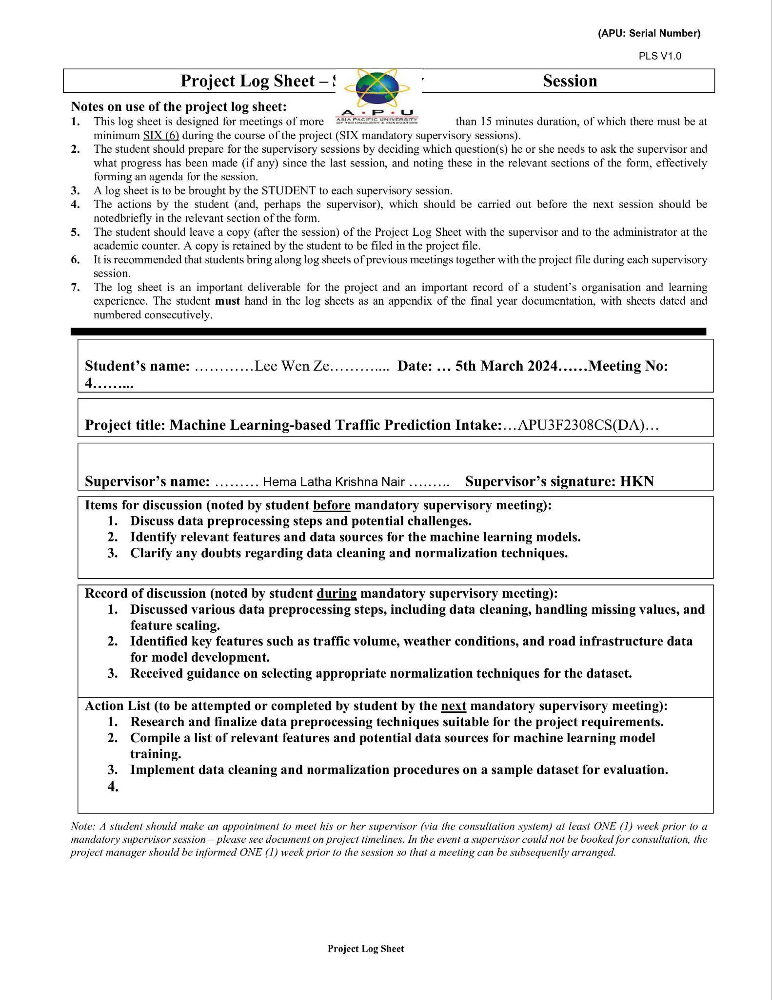 (APU: Serial Number)
PLS V1.0
Project Log Sheet – Session
A • P • U
ASIA PACIFIC UNIVERSITY
OF TECHNOLOGY & INNOVATION
Notes on use of the project log sheet:
1. This log sheet is designed for meetings of more than 15 minutes duration, of which there must be at
minimum SIX (6) during the course of the project (SIX mandatory supervisory sessions).
2. The student should prepare for the supervisory sessions by deciding which question(s) he or she needs to ask the supervisor and
what progress has been made (if any) since the last session, and noting these in the relevant sections of the form, effectively
forming an agenda for the session.
3. A log sheet is to be brought by the STUDENT to each supervisory session.
4. The actions by the student (and, perhaps the supervisor), which should be carried out before the next session should be
notedbriefly in the relevant section of the form.
5. The student should leave a copy (after the session) of the Project Log Sheet with the supervisor and to the administrator at the
academic counter. A copy is retained by the student to be filed in the project file.
6. It is recommended that students bring along log sheets of previous meetings together with the project file during each supervisory
session.
7. The log sheet is an important deliverable for the project and an important record of a student’s organisation and learning
experience. The student must hand in the log sheets as an appendix of the final year documentation, with sheets dated and
numbered consecutively.
Student’s name: …………Lee Wen Ze……….... Date: … 5th March 2024……Meeting No:
4……...
Project title: Machine Learning-based Traffic Prediction Intake:…APU3F2308CS(DA)…
Supervisor’s name: ……… Hema Latha Krishna Nair ……… Supervisor’s signature: HKN
Items for discussion (noted by student before mandatory supervisory meeting):
1. Discuss data preprocessing steps and potential challenges.
2. Identify relevant features and data sources for the machine learning models.
3. Clarify any doubts regarding data cleaning and normalization techniques.
Record of discussion (noted by student during mandatory supervisory meeting):
1. Discussed various data preprocessing steps, including data cleaning, handling missing values, and
feature scaling.
2. Identified key features such as traffic volume, weather conditions, and road infrastructure data
for model development.
3. Received guidance on selecting appropriate normalization techniques for the dataset.
Action List (to be attempted or completed by student by the next mandatory supervisory meeting):
1. Research and finalize data preprocessing techniques suitable for the project requirements.
2. Compile a list of relevant features and potential data sources for machine learning model
training.
3. Implement data cleaning and normalization procedures on a sample dataset for evaluation.
4.
Note: A student should make an appointment to meet his or her supervisor (via the consultation system) at least ONE (1) week prior to a
mandatory supervisor session – please see document on project timelines. In the event a supervisor could not be booked for consultation, the
project manager should be informed ONE (1) week prior to the session so that a meeting can be subsequently arranged.
Project Log Sheet